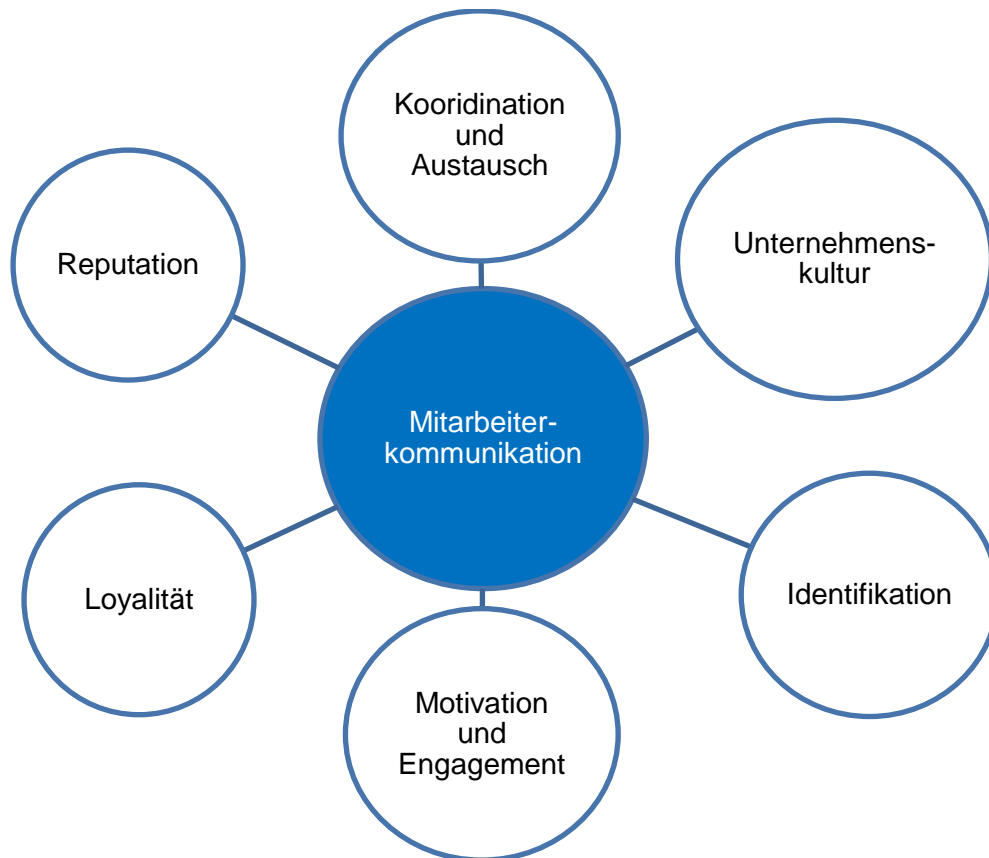 Kooridination
und
Austausch
Reputation
Unternehmens-
kultur
Mitarbeiter-
kommunikation
Loyalität
Identifikation
Motivation
und
Engagement